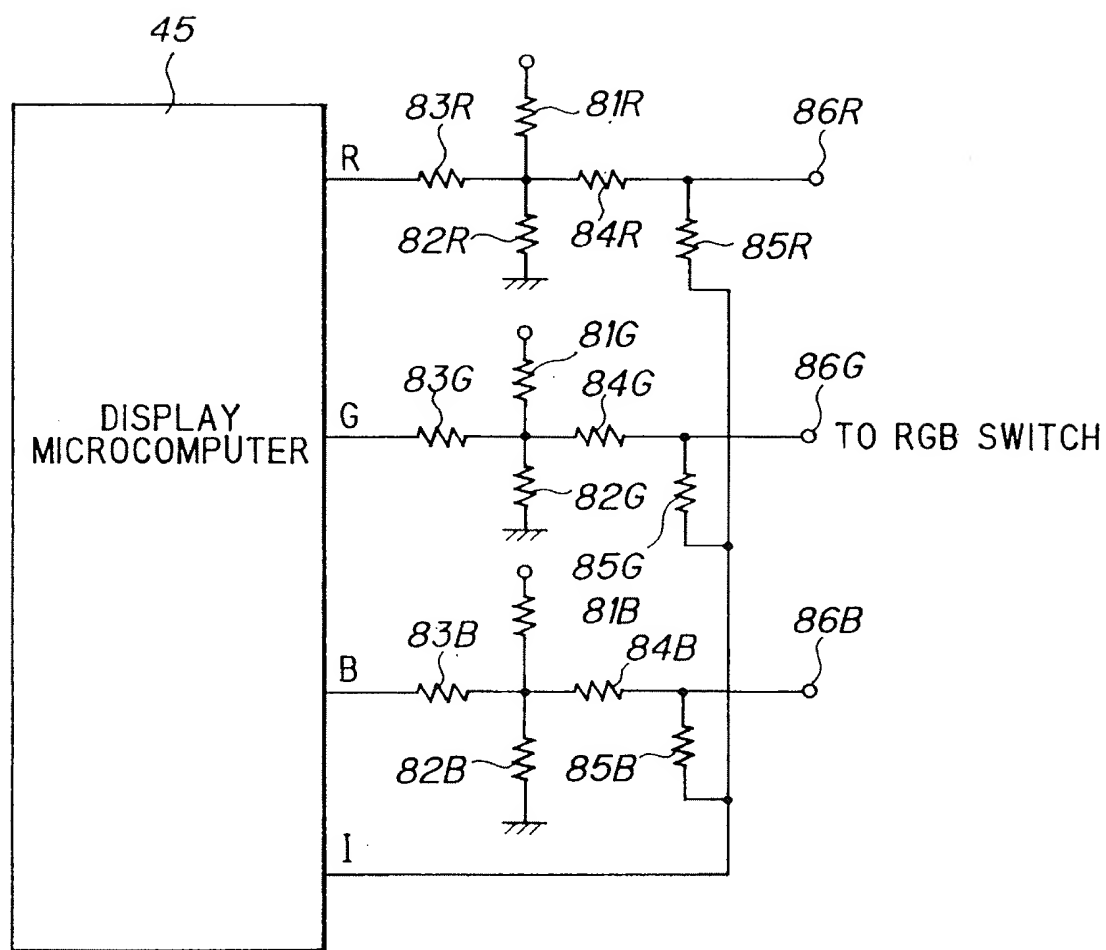 45
83R
81R
86R
R
82R
84R
85R
81G
83G
84G
86G
G
DISPLAY
MICROCOMPUTER
TO RGB SWITCH
82G
85G
81B
83B
84B
86B
B
82B
85B
I